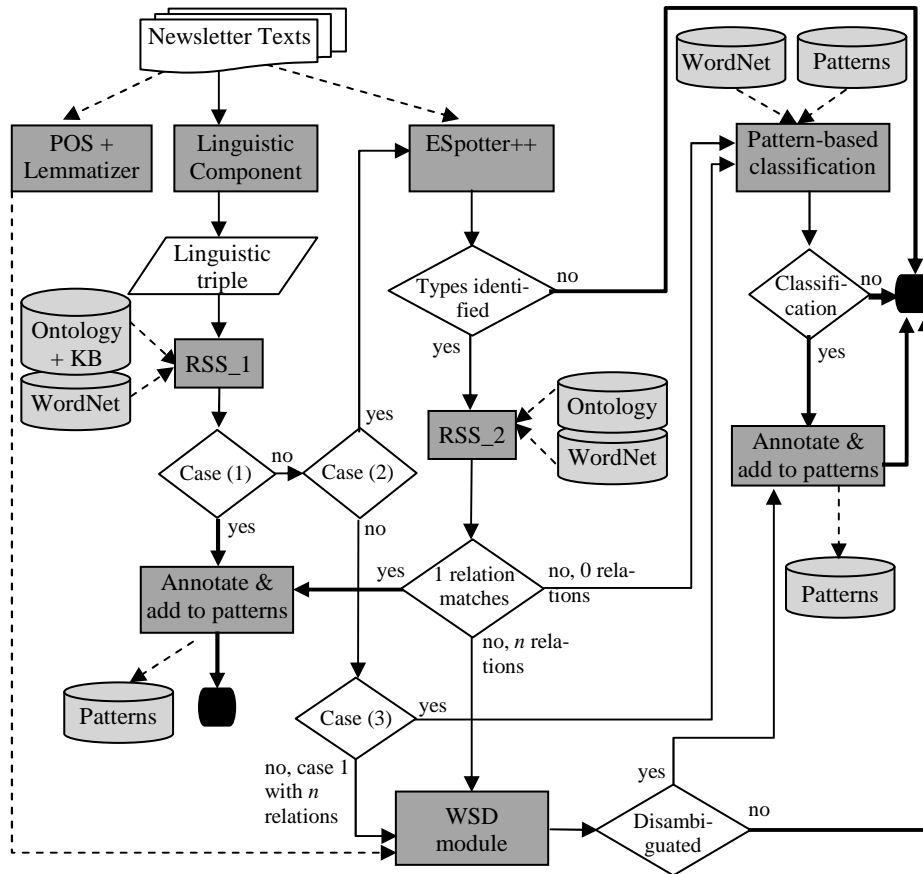 Newsletter Texts
WordNet
Patterns
POS +
Lemmatizer
Linguistic
Component
ESpotter++
Pattern-based
classification
Linguistic
triple
Types identi-
fied
no
yes
Classifi-
cation
no
yes
Ontology
+ KB
WordNet
RSS_1
yes
RSS_2
Ontology
WordNet
Annotate &
add to patterns
Case (1)
no
Case (2)
yes
no
Annotate &
add to patterns
yes
1 relation
matches
no, 0 rela-
tions
Patterns
no, n rela-
tions
Patterns
Case (3)
yes
no, case 1
with n
relations
WSD
module
yes
Disambi-
guated
no